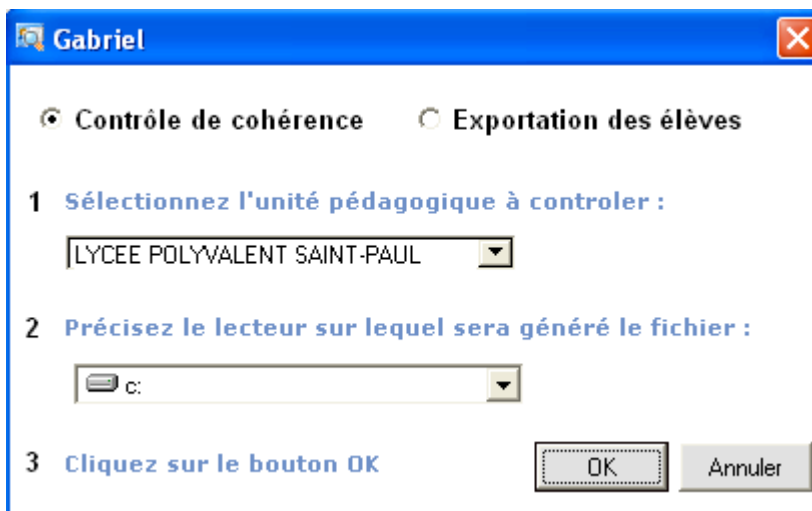 Gabriel
Contrôle de cohérence Exportation des élèves
1 Sélectionnez l'unité pédagogique à controler :
LYCEE POLYVALENT SAINT-PAUL
2 Précisez le lecteur sur lequel sera généré le fichier :
c:
3 Cliquez sur le bouton OK OK Annuler